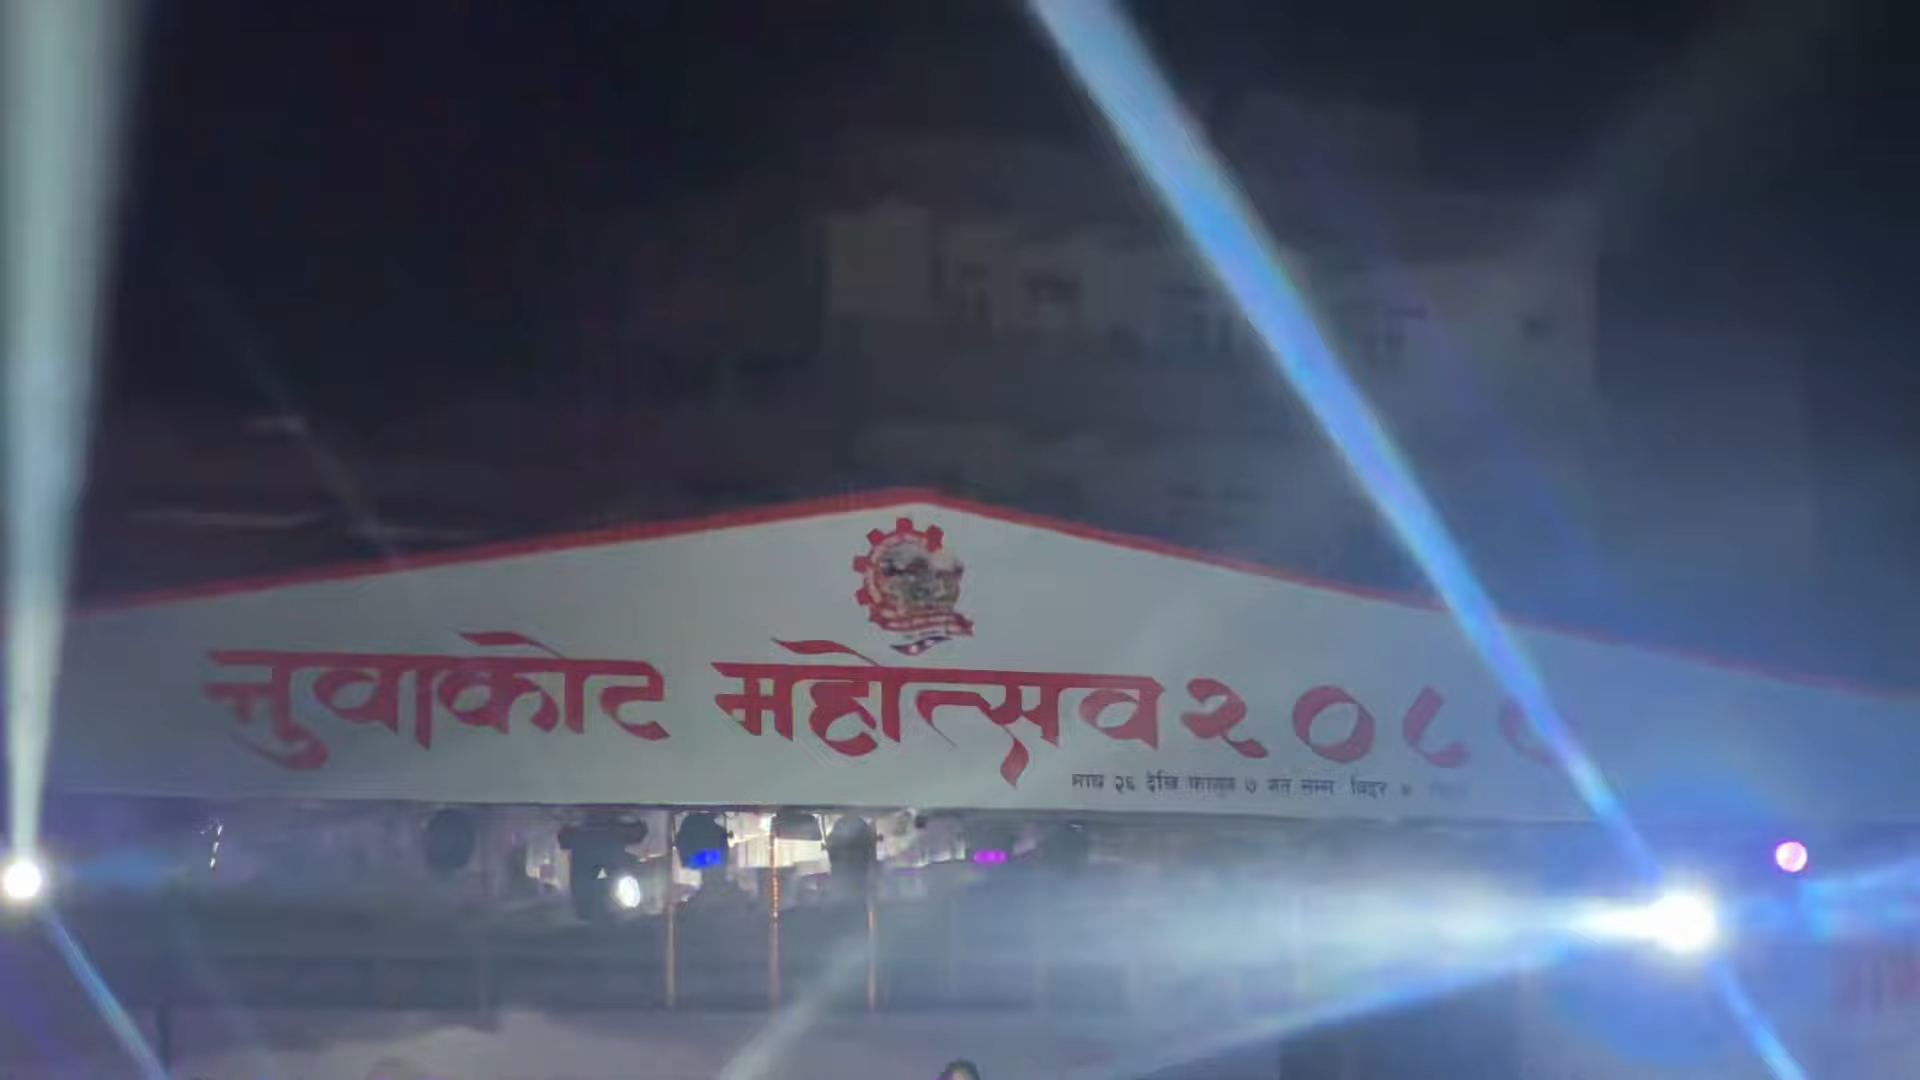 नुवाकोट महोत्सव २०८
माघ २६ देखि फागुन ७ गते सम्म